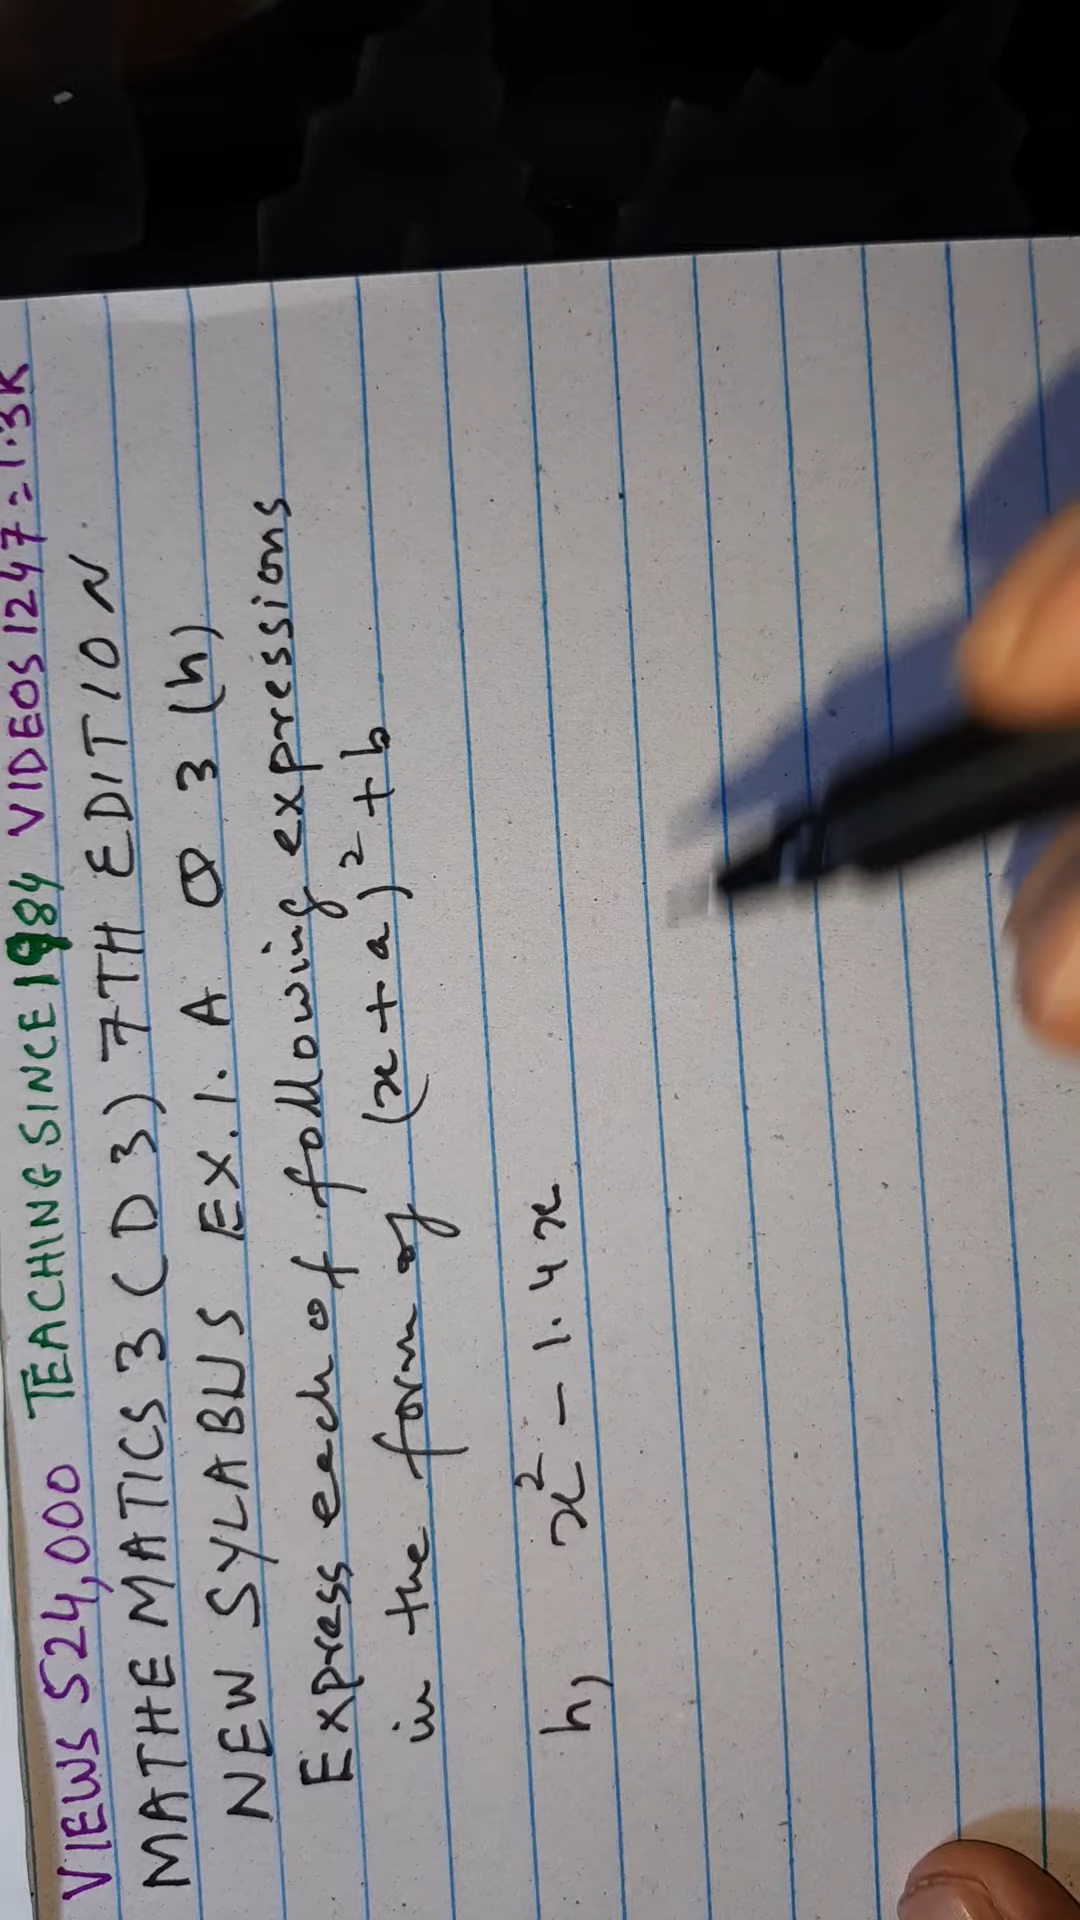 VIEWS 524,000 TEACHING SINCE 1984 VIDEOS 1247=1.3K
MATHEMATICS 3 (D3) 7TH EDITION
NEW SYLABUS EX.1.A Q 3 (h)
Express each of following expressions
in the form of (x+a)²+b
h, x² - 1.4x